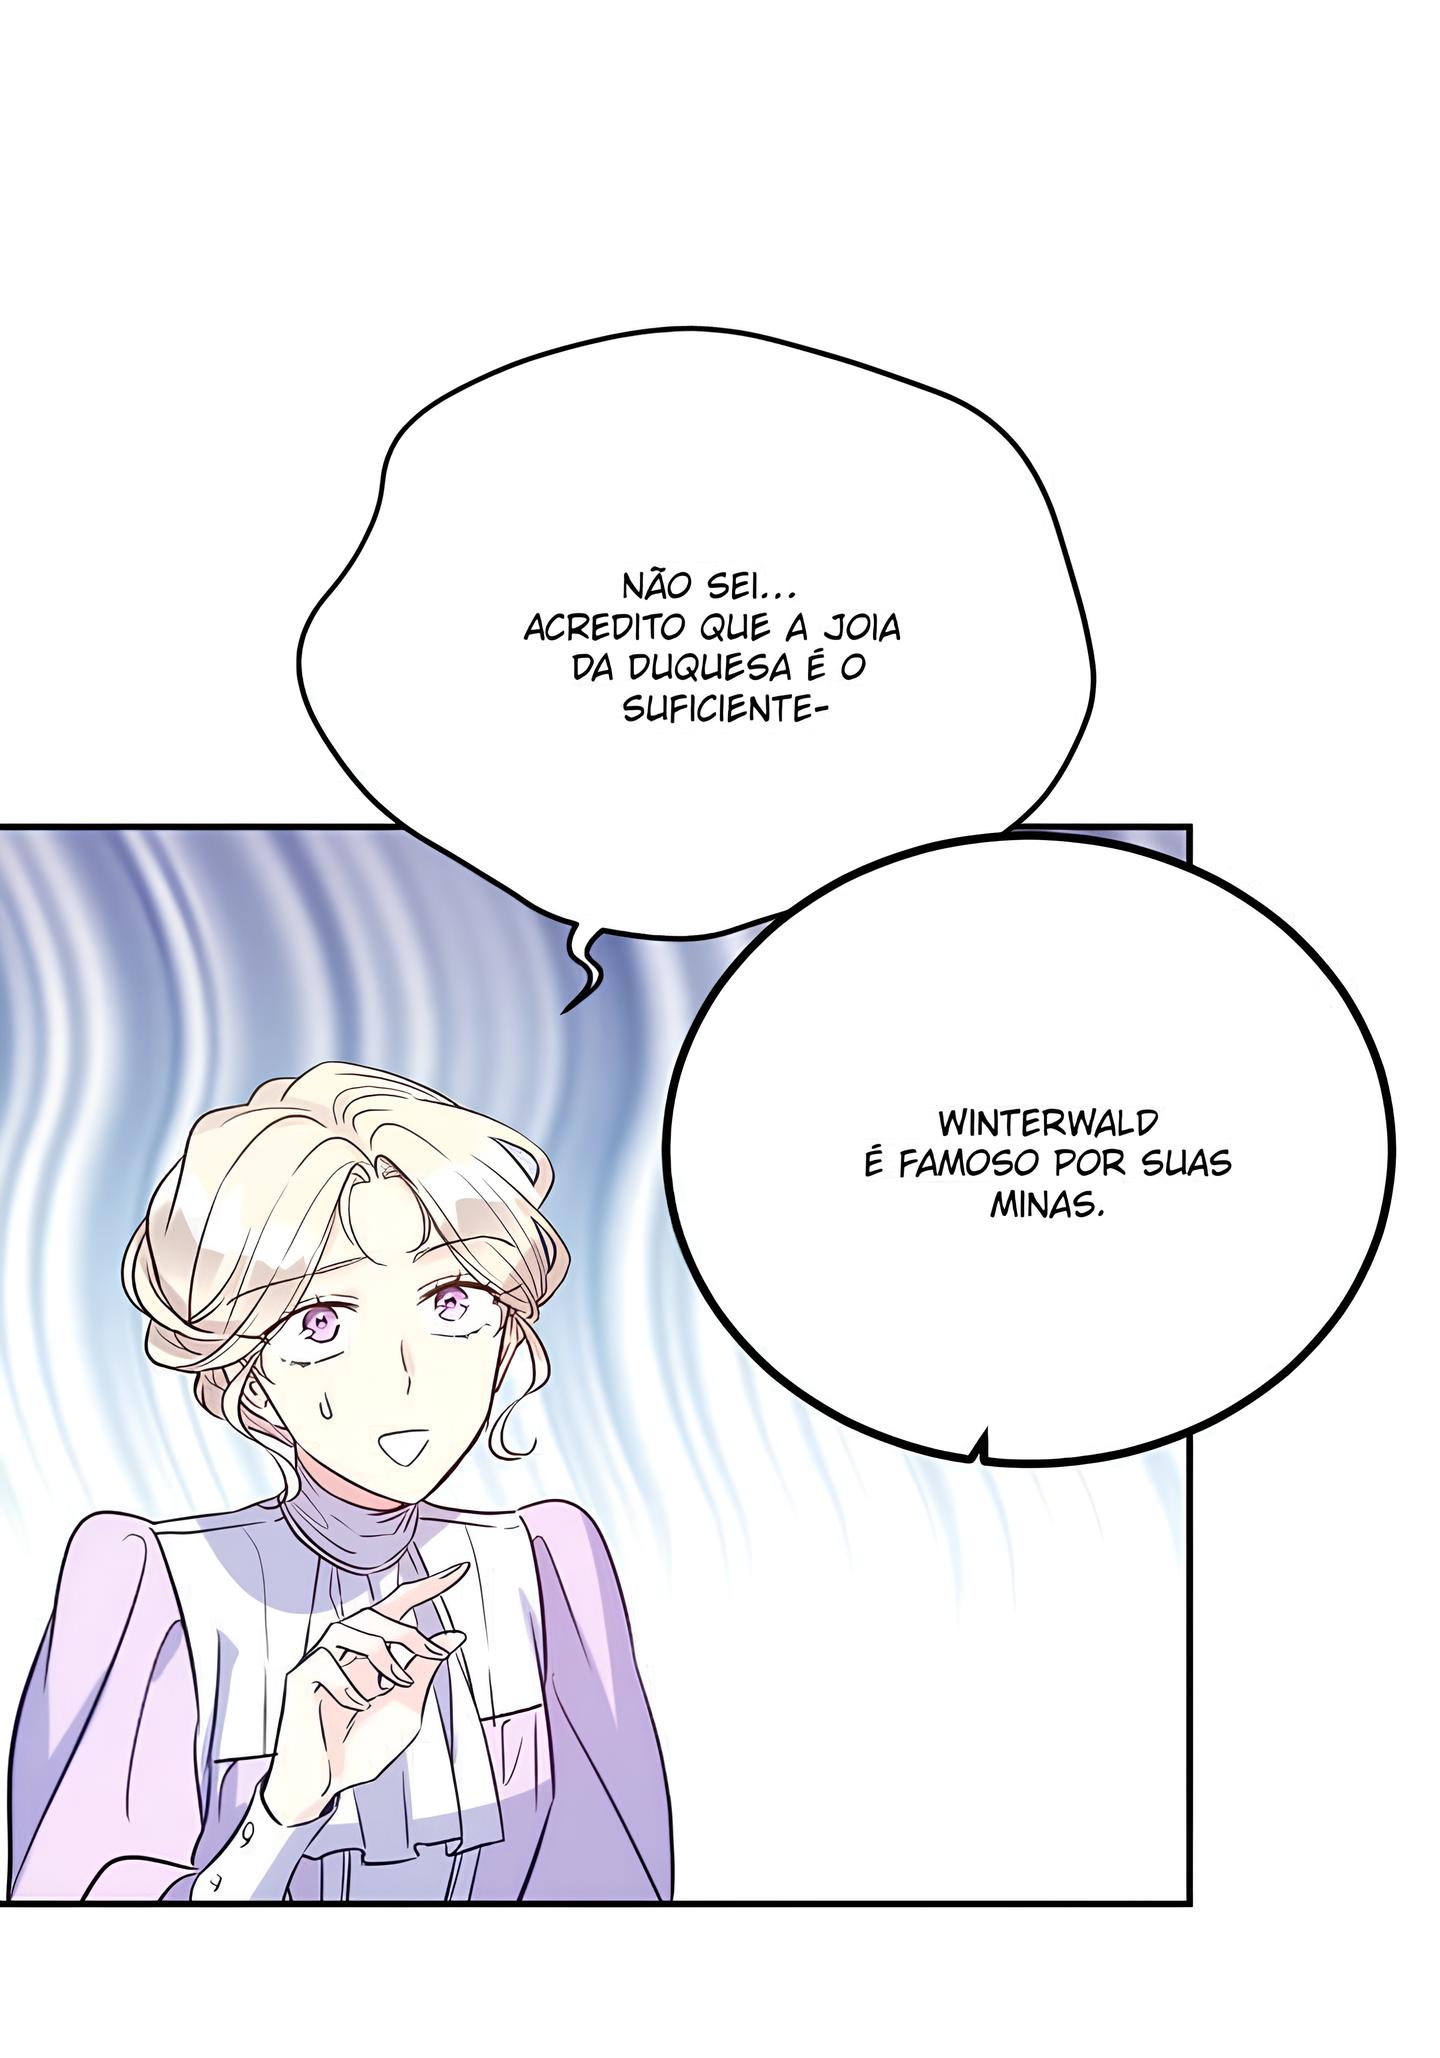 NÃO SEI...
ACREDITO QUE A JOIA
DA DUQUESA É O
SUFICIENTE-
WINTERWALD
É FAMOSO POR SUAS
MINAS.